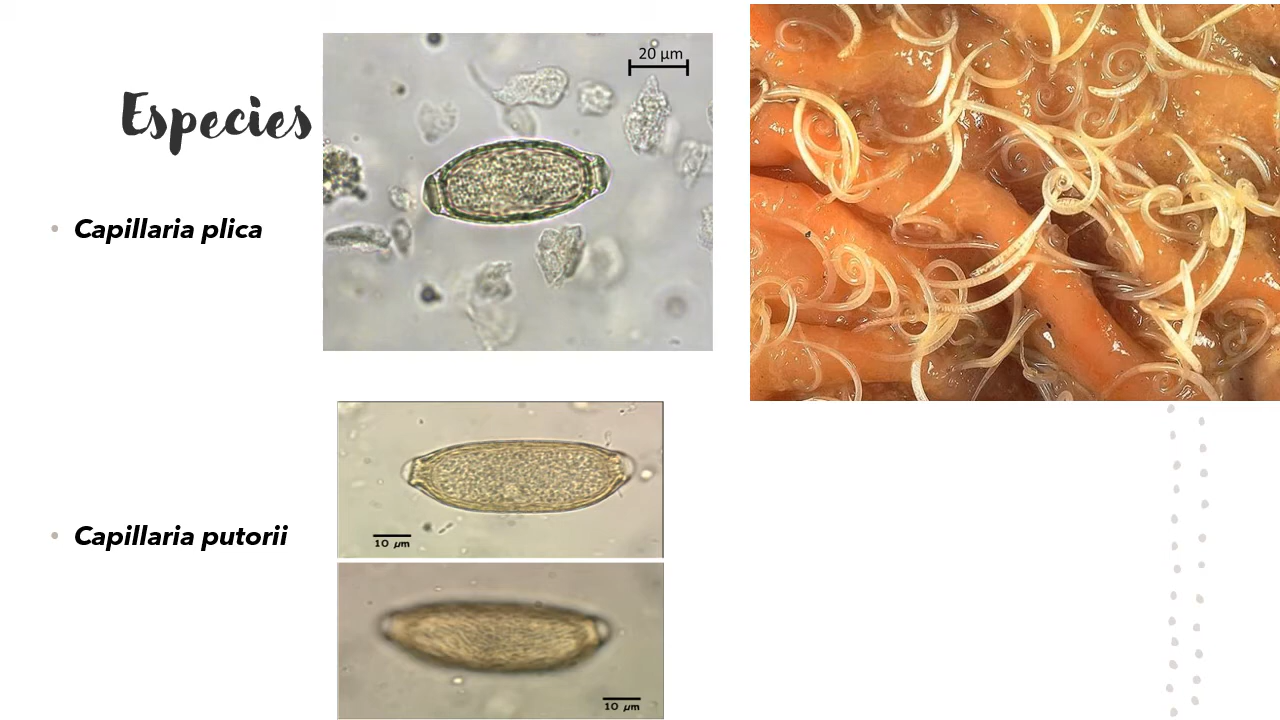 Especies
20 µm
Capillaria plica
Capillaria putorii
10 µm
10 µm